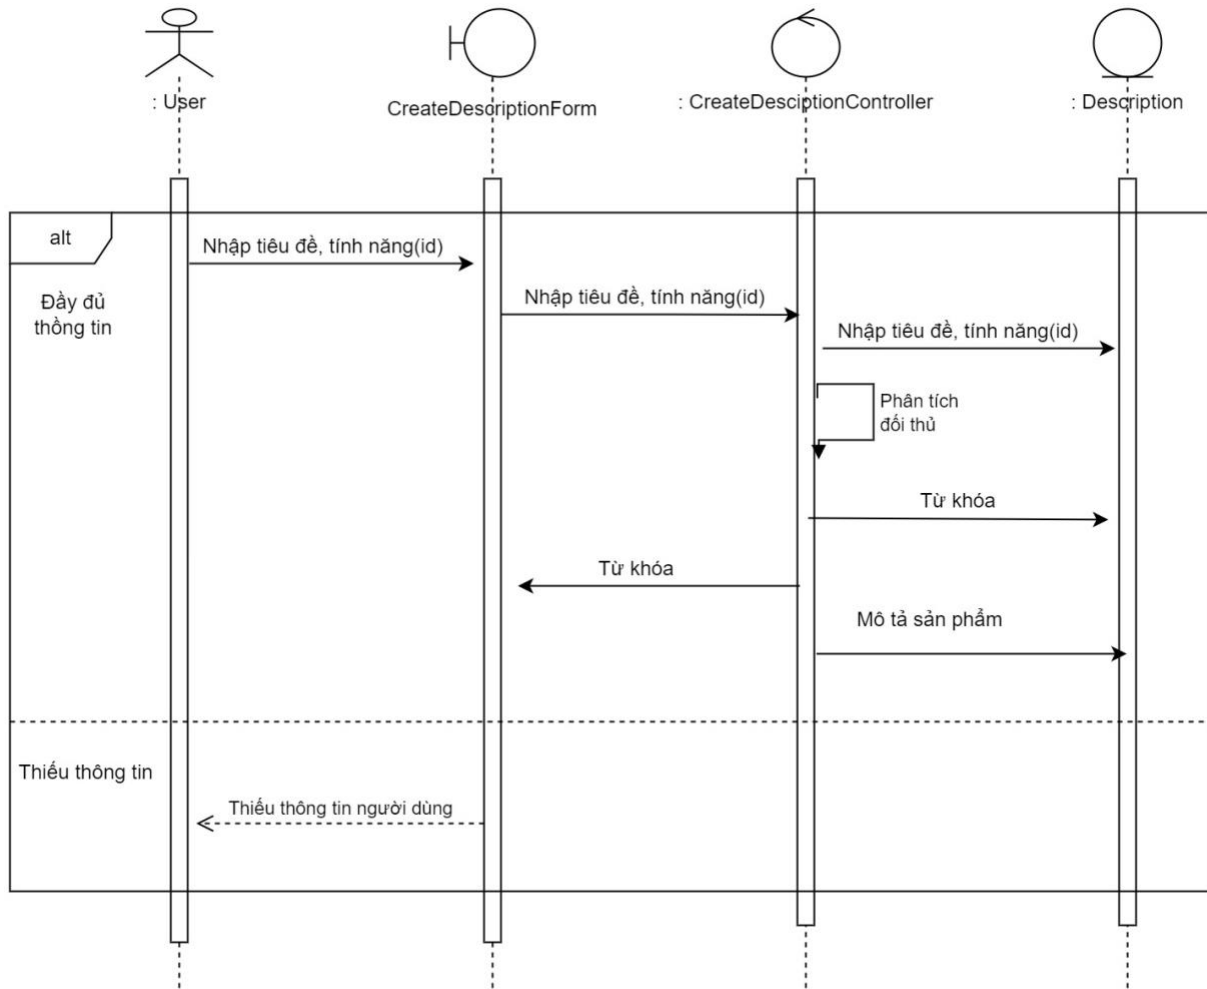 : User
CreateDescriptionForm
: CreateDesciptionController
: Description
alt
Nhập tiêu đề, tính năng(id)
Đầy đủ
thồng tin
Nhập tiêu đề, tính năng(id)
Nhập tiêu đề, tính năng(id)
Phân tích
đối thủ
Từ khóa
Từ khóa
Mô tả sản phẩm
Thiếu thông tin
Thiếu thông tin người dùng